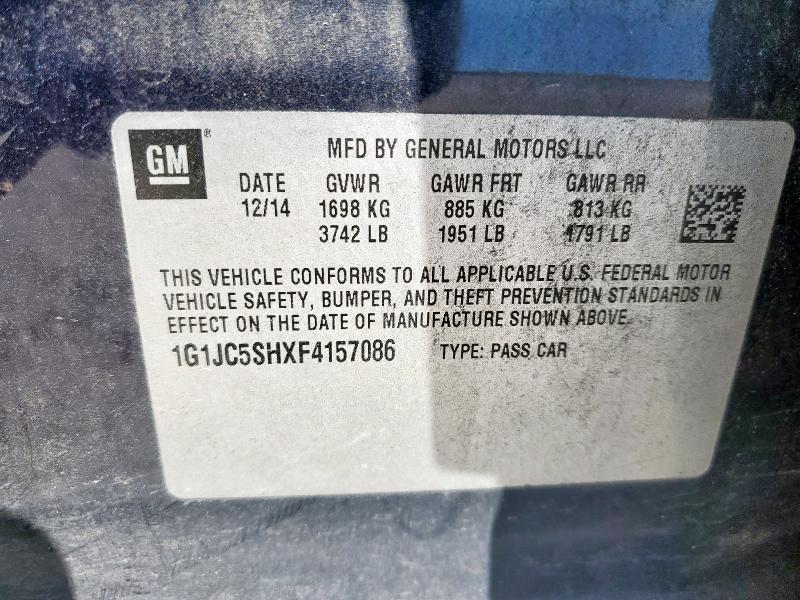 GM® MFD BY GENERAL MOTORS LLC
DATE GVWR GAWR FRT GAWR RR
12/14 1698 KG 885 KG 813 KG
3742 LB 1951 LB 1791 LB
THIS VEHICLE CONFORMS TO ALL APPLICABLE U.S. FEDERAL MOTOR
VEHICLE SAFETY, BUMPER, AND THEFT PREVENTION STANDARDS IN
EFFECT ON THE DATE OF MANUFACTURE SHOWN ABOVE.
1G1JC5SHXF4157086 TYPE: PASS CAR